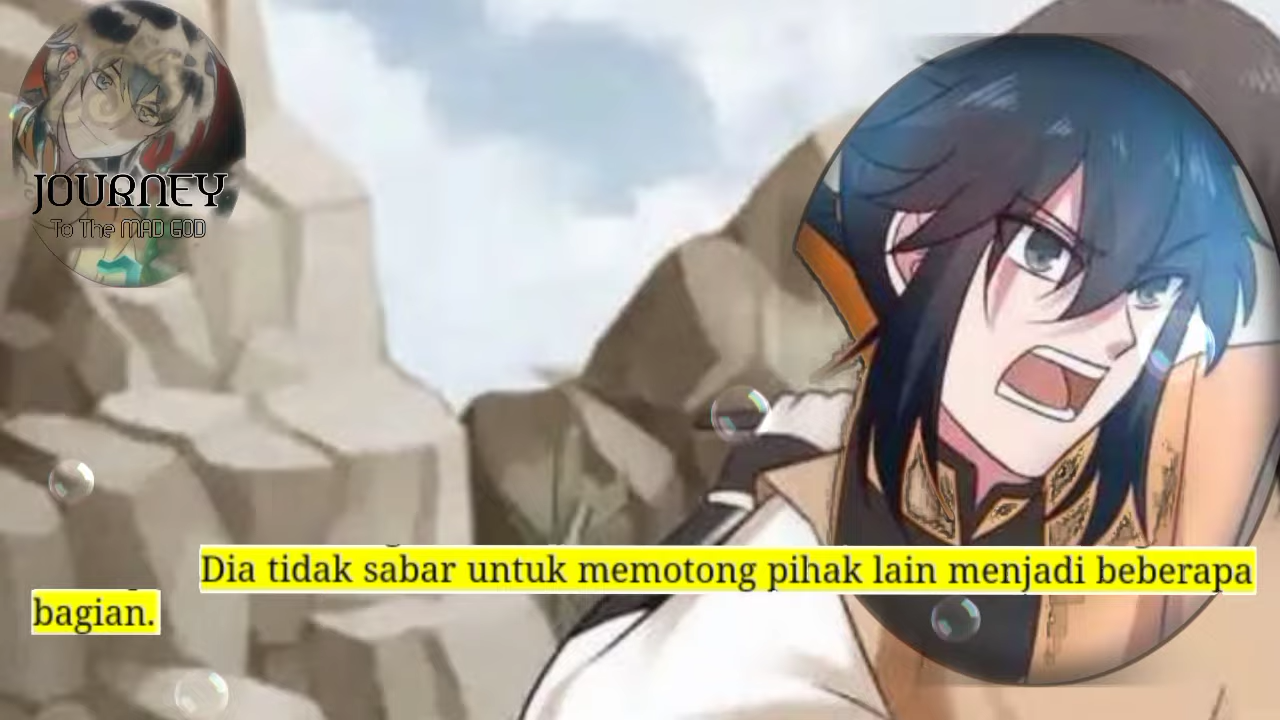 JOURNEY
To The MAD GOD
Dia tidak sabar untuk memotong pihak lain menjadi beberapa
bagian.